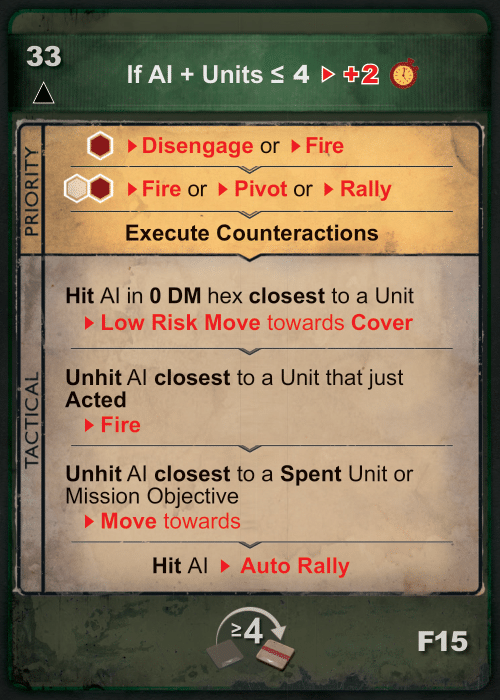 33
If AI + Units ≤ 4 ▷ +2
PRIORITY
▶Disengage or ▶Fire
▶Fire or ▶Pivot or ▶Rally
Execute Counteractions
TACTICAL
Hit AI in 0 DM hex closest to a Unit
▶Low Risk Move towards Cover
Unhit AI closest to a Unit that just
Acted
▶Fire
Unhit AI closest to a Spent Unit or
Mission Objective
▶Move towards
Hit AI ▶ Auto Rally
≥4
F15